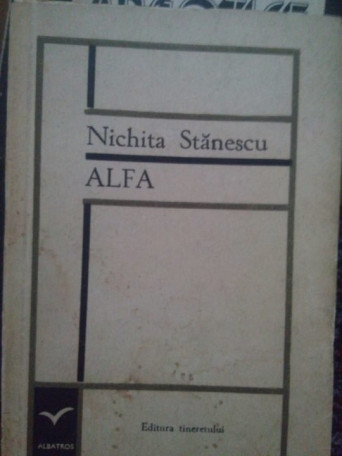 Nichita Stănescu
ALFA
Editura tineretului
ALBATROS